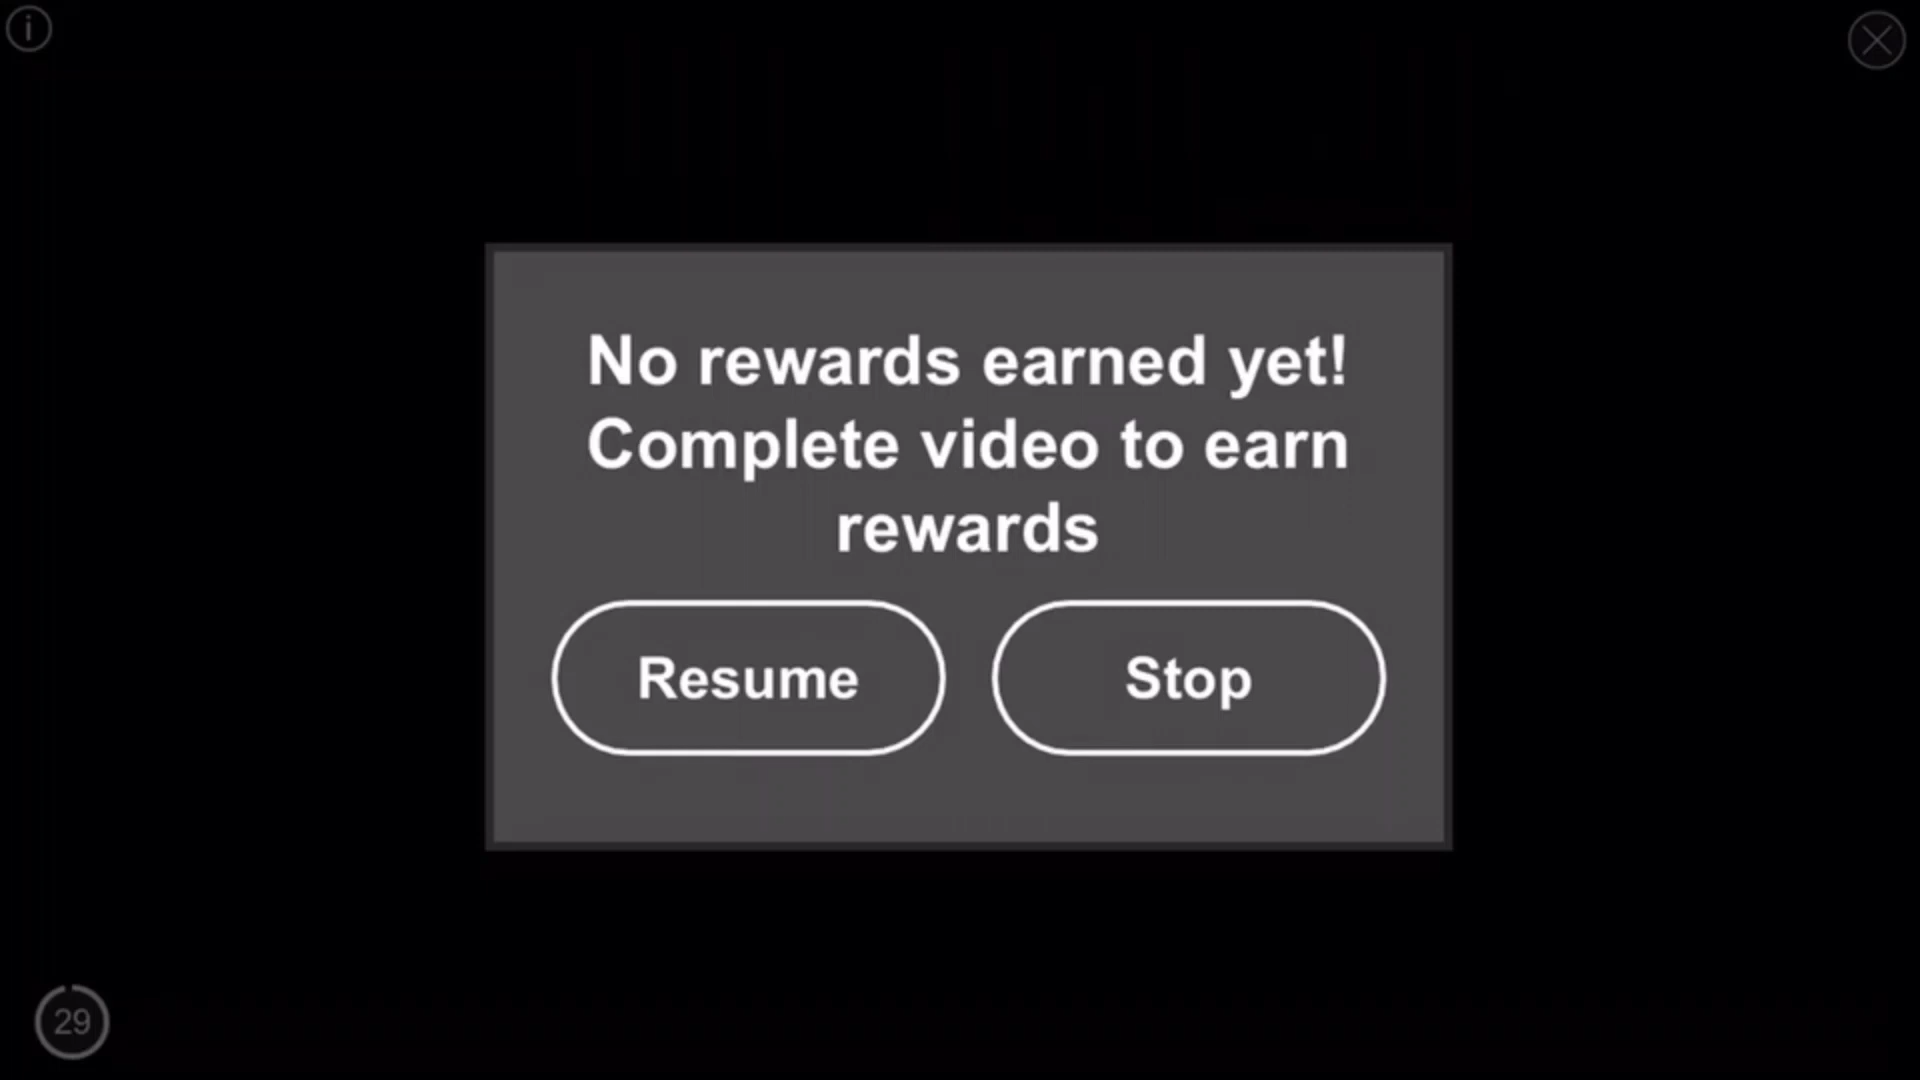 i
No rewards earned yet!
Complete video to earn
rewards
Resume
Stop
29